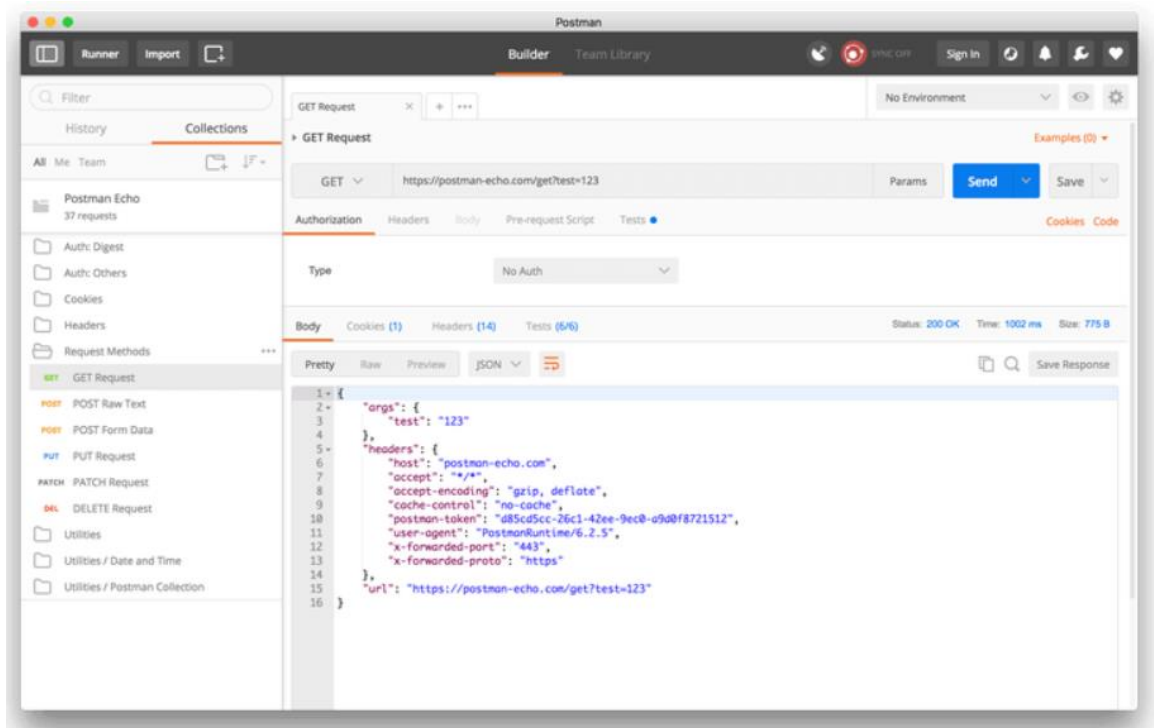 Postman
Runner Import Builder Team Library SYNC OFF Sign In
Filter
History Collections
All Me Team
Postman Echo
37 requests
Auth: Digest
Auth: Others
Cookies
Headers
Request Methods
GET GET Request
POST POST Raw Text
POST POST Form Data
PUT PUT Request
PATCH PATCH Request
DEL DELETE Request
Utilities
Utilities / Date and Time
Utilities / Postman Collection
GET Request
No Environment
GET Request Examples (0)
GET https://postman-echo.com/get?test=123 Params Send Save
Authorization Headers Body Pre-request Script Tests Cookies Code
Type No Auth
Body Cookies (1) Headers (14) Tests (6/6) Status: 200 OK Time: 1002 ms Size: 775 B
Pretty Raw Preview JSON Save Response
1 {
2 "args": {
3 "test": "123"
4 },
5 "headers": {
6 "host": "postman-echo.com",
7 "accept": "*/*",
8 "accept-encoding": "gzip, deflate",
9 "cache-control": "no-cache",
10 "postman-token": "d85cd5cc-26c1-42ee-9ec0-a9d0f8721512",
11 "user-agent": "PostmanRuntime/6.2.5",
12 "x-forwarded-port": "443",
13 "x-forwarded-proto": "https"
14 },
15 "url": "https://postman-echo.com/get?test=123"
16 }